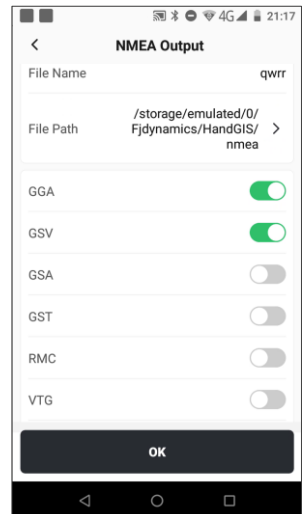 4G 21:17
NMEA Output
File Name qwrr
/storage/emulated/0/
File Path Fjdynamics/HandGIS/
nmea
GGA
GSV
GSA
GST
RMC
VTG
OK